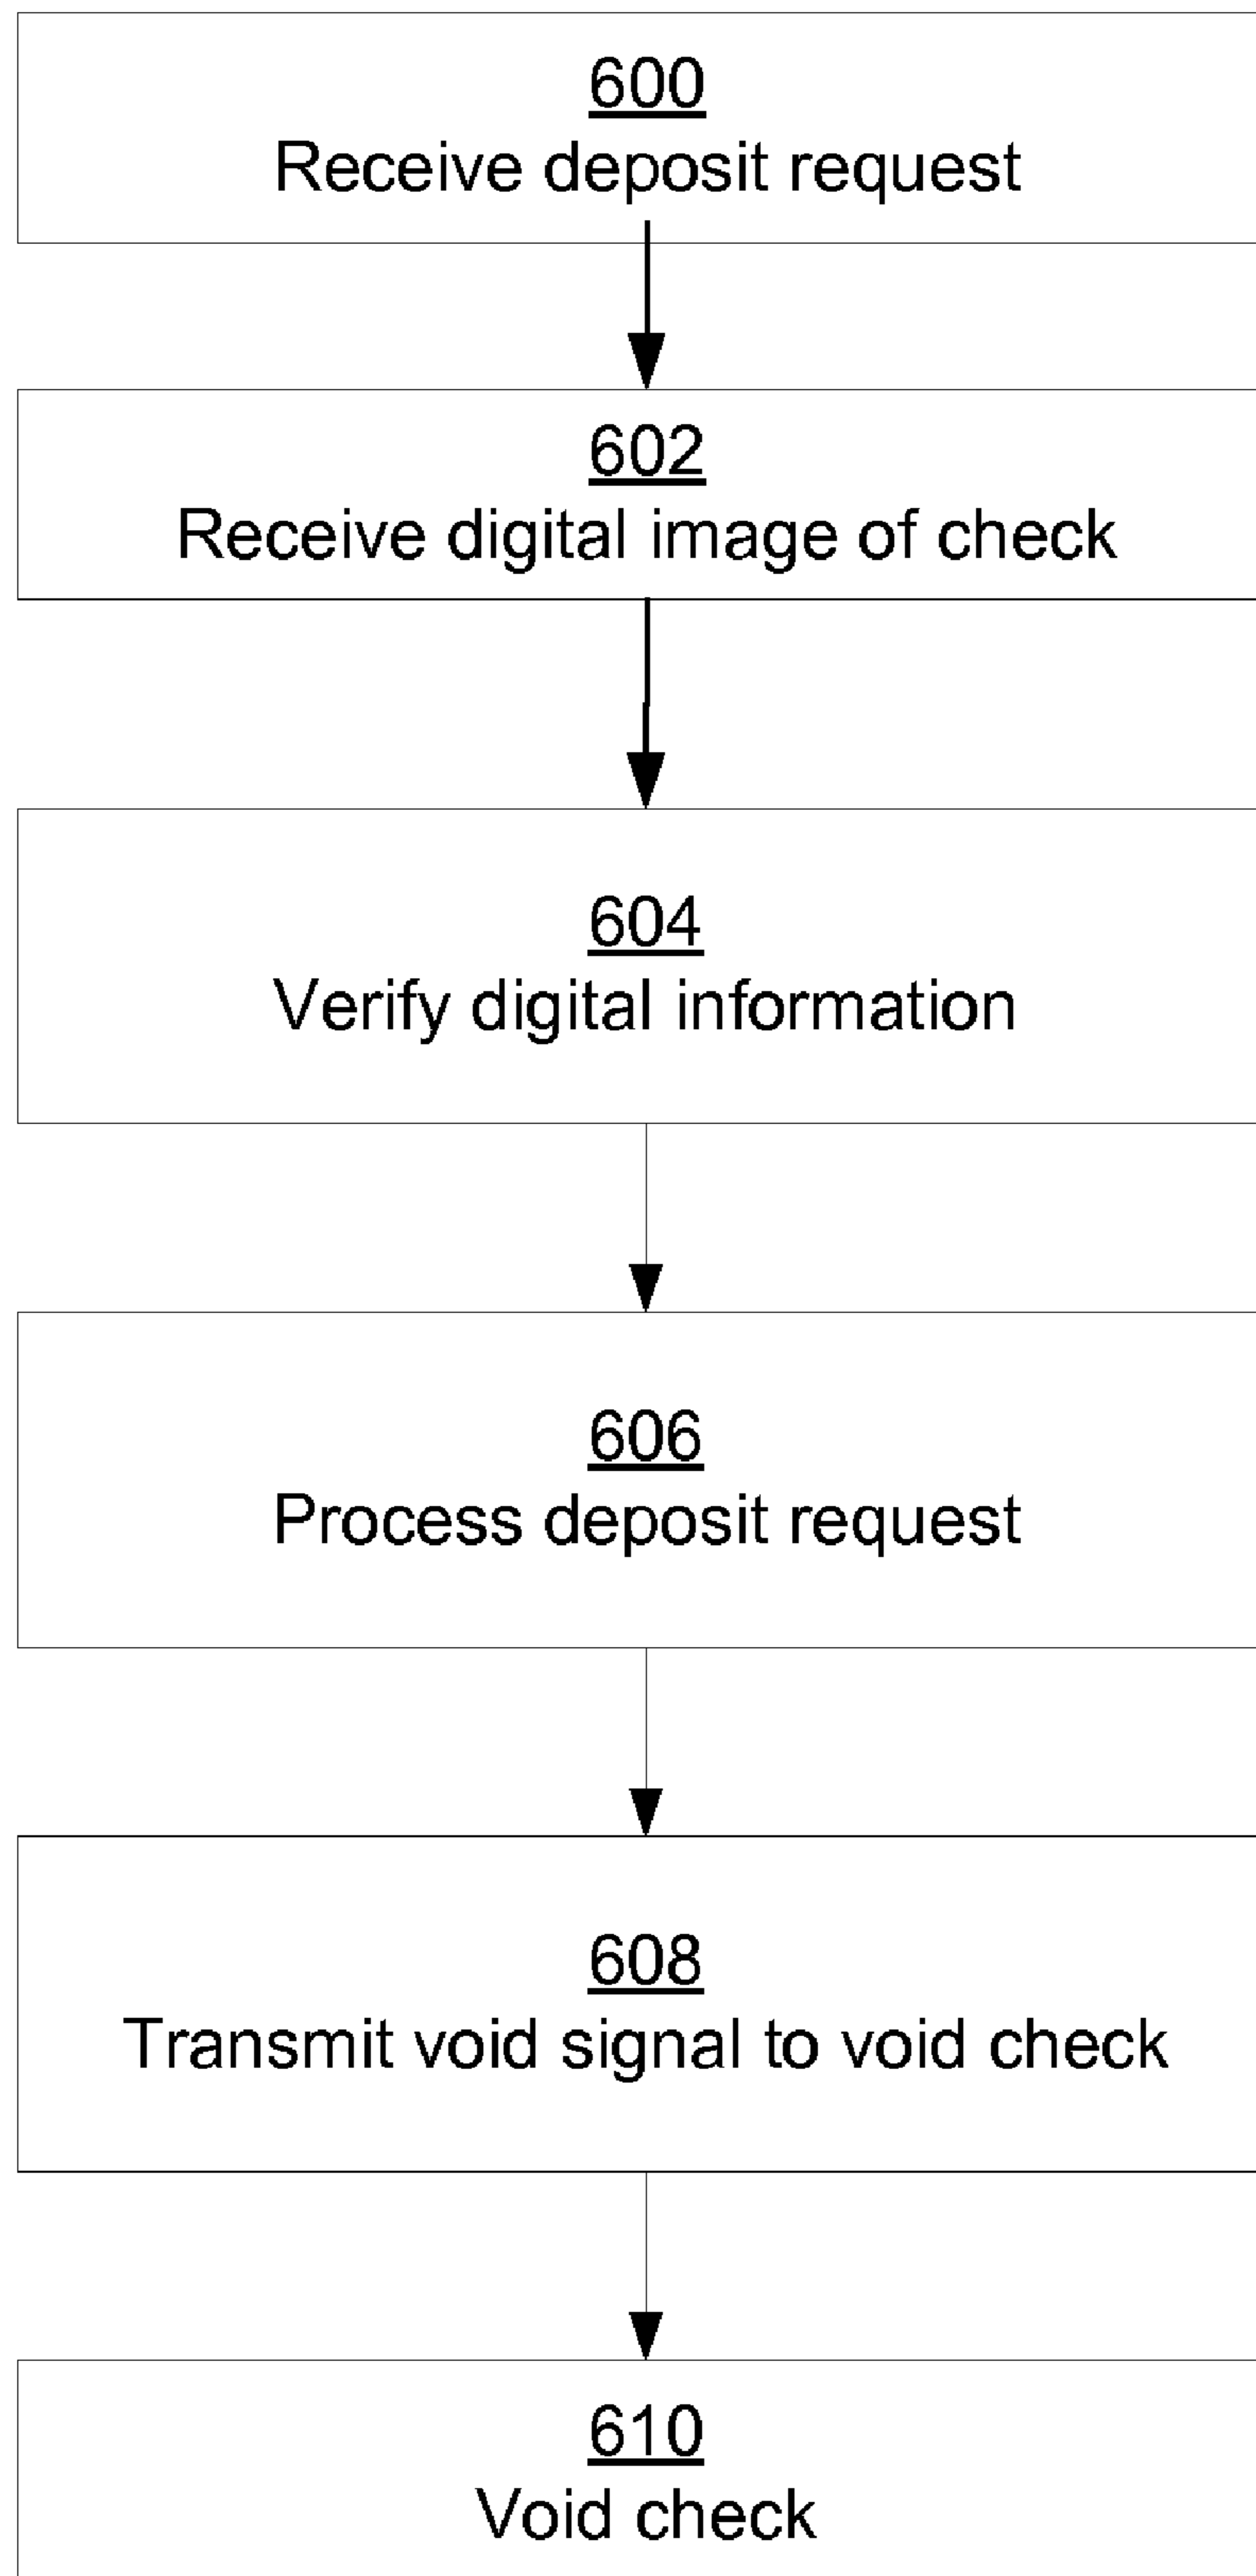 600
Receive deposit request
602
Receive digital image of check
604
Verify digital information
606
Process deposit request
608
Transmit void signal to void check
610
Void check